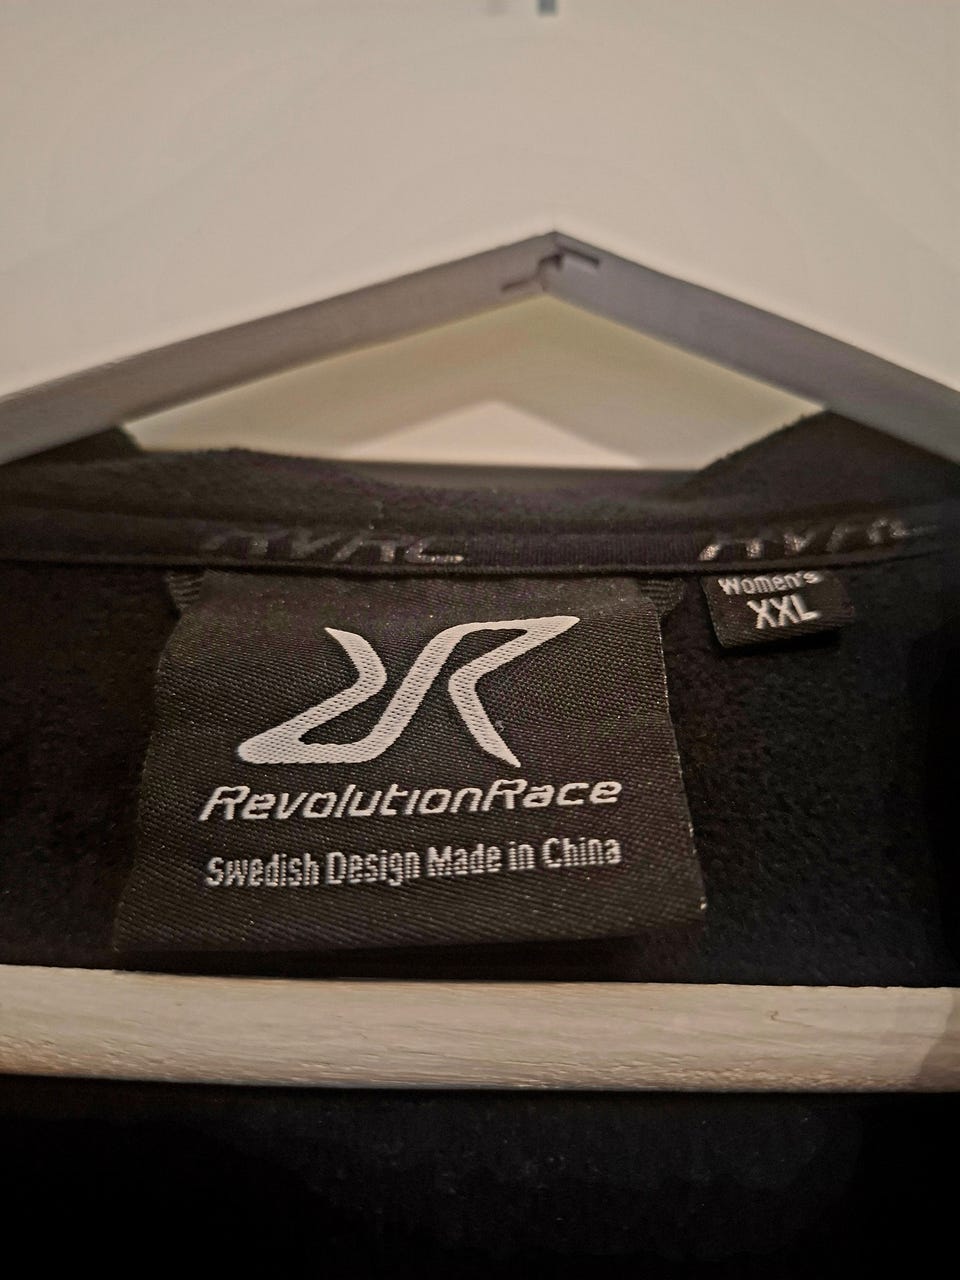 Women's
XXL
RevolutionRace
Swedish Design Made in China